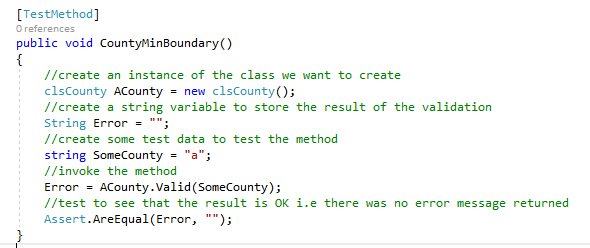 [TestMethod]
0 references
public void CountyMinBoundary()
{
//create an instance of the class we want to create
clsCounty ACounty = new clsCounty();
//create a string variable to store the result of the validation
String Error = "";
//create some test data to test the method
string SomeCounty = "a";
//invoke the method
Error = ACounty.Valid(SomeCounty);
//test to see that the result is OK i.e there was no error message returned
Assert.AreEqual(Error, "");
}